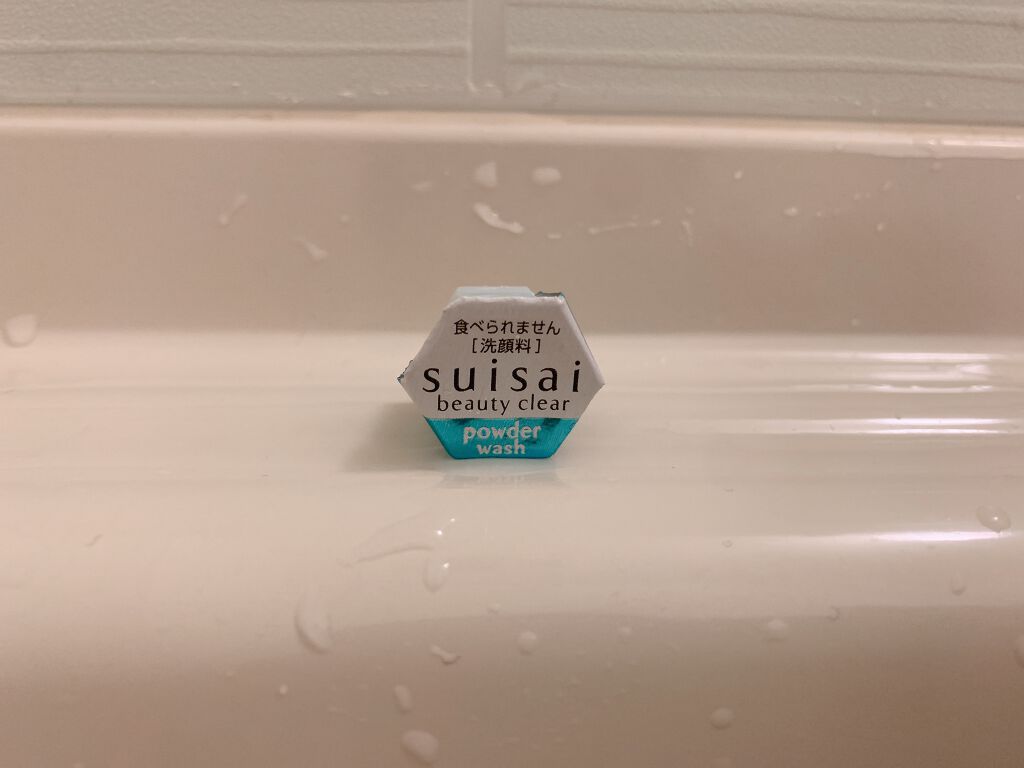 食べられません
[洗顔料]
suisai
beauty clear
powder
wash